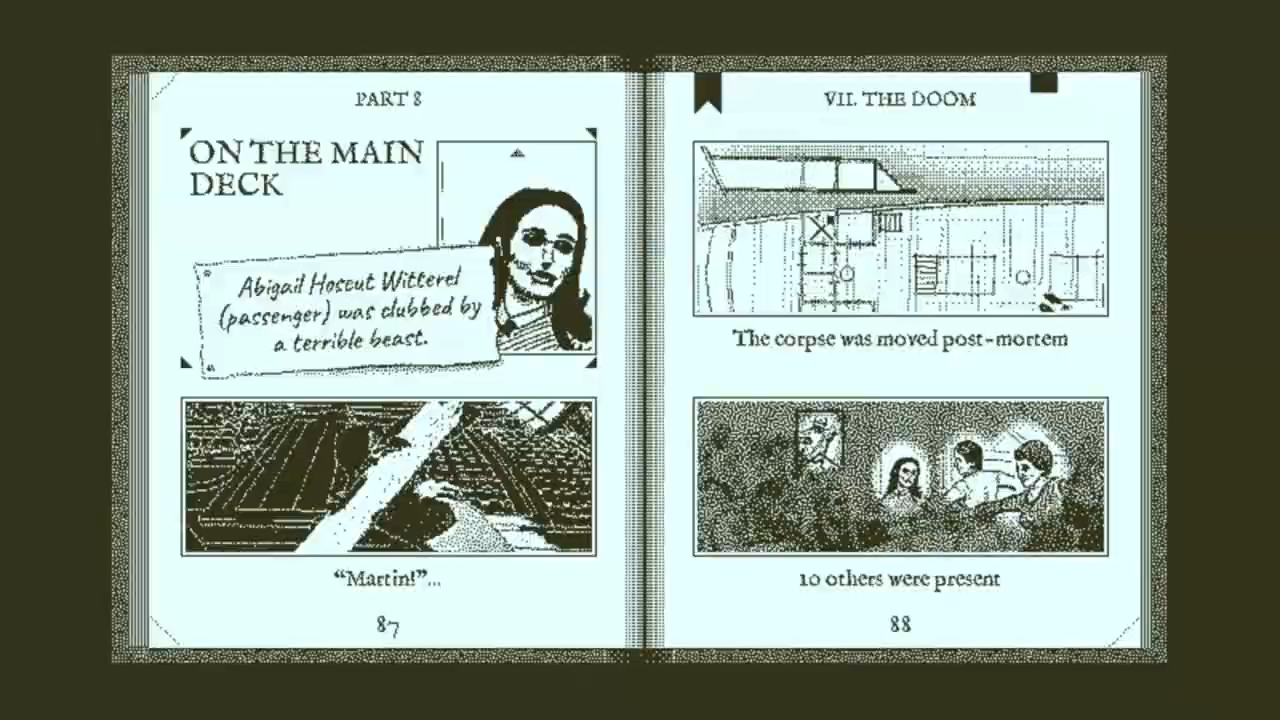 PART 8
ON THE MAIN
DECK
Abigail Hoscut Witterel
(passenger) was clubbed by
a terrible beast.
"Martin!"...
87
VII. THE DOOM
The corpse was moved post-mortem
10 others were present
88